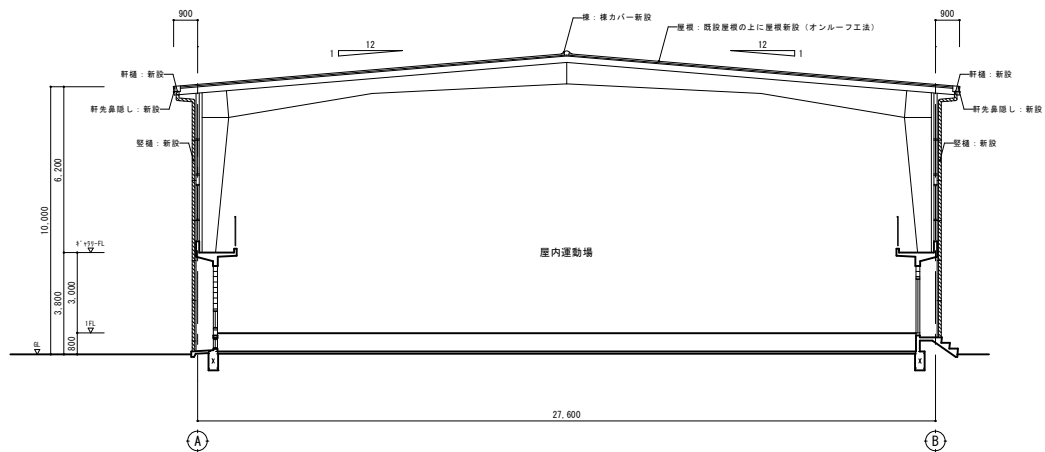 900
900
棟：棟カバー新設
屋根：既設屋根の上に屋根新設（オンルーフ工法）
12
1
12
1
軒樋：新設
軒樋：新設
軒先鼻隠し：新設
軒先鼻隠し：新設
竪樋：新設
竪樋：新設
6,200
10,000
ｷﾞｬﾗﾘｰFL
屋内運動場
3,800
3,000
1FL
800
GL
X
X
27,600
A
B